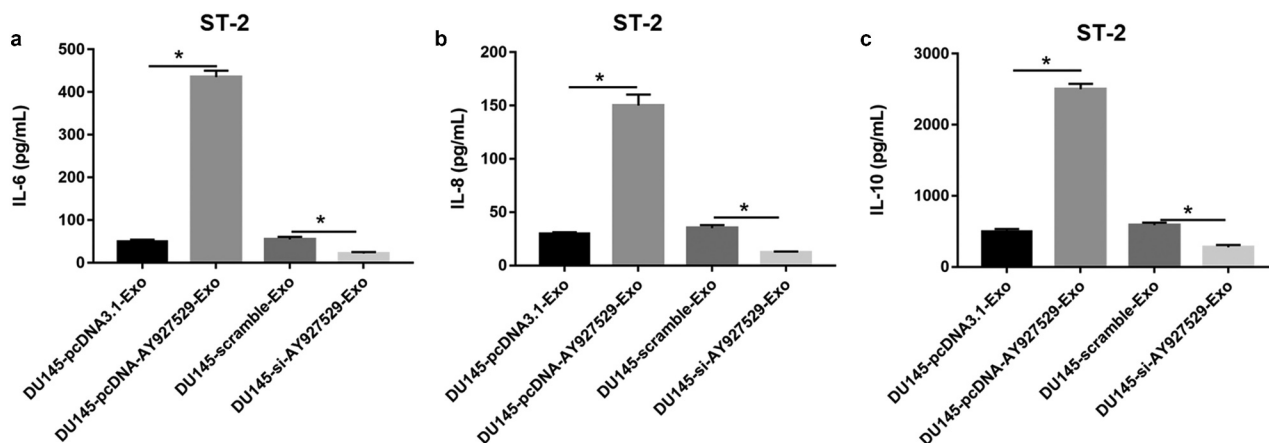 a
ST-2
IL-6 (pg/mL)
500
400
300
200
100
0
*
*
DU145-pcDNA3.1-Exo
DU145-pcDNA-AY927529-Exo
DU145-scramble-Exo
DU145-si-AY927529-Exo
b
ST-2
IL-8 (pg/mL)
200
150
100
50
0
*
*
DU145-pcDNA3.1-Exo
DU145-pcDNA-AY927529-Exo
DU145-scramble-Exo
DU145-si-AY927529-Exo
c
ST-2
IL-10 (pg/mL)
3000
2000
1000
0
*
*
DU145-pcDNA3.1-Exo
DU145-pcDNA-AY927529-Exo
DU145-scramble-Exo
DU145-si-AY927529-Exo